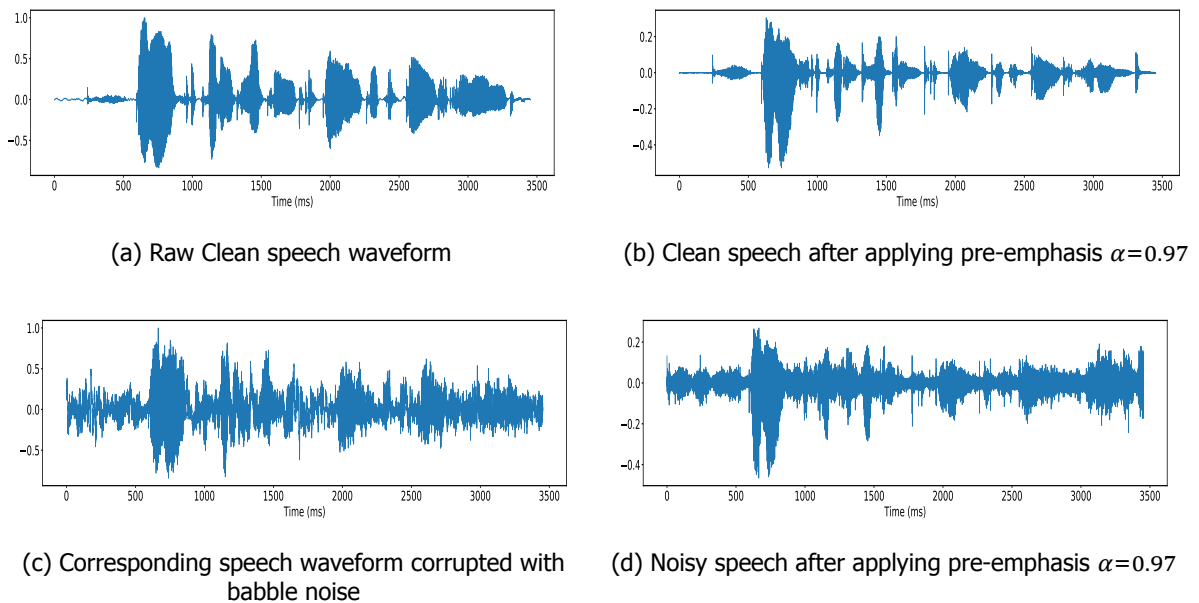 1.0
0.5
0.0
−0.5
0 500 1000 1500 2000 2500 3000 3500
Time (ms)
(a) Raw Clean speech waveform
0.2
0.0
−0.2
−0.4
0 500 1000 1500 2000 2500 3000 3500
Time (ms)
(b) Clean speech after applying pre-emphasis α=0.97
1.0
0.5
0.0
−0.5
0 500 1000 1500 2000 2500 3000 3500
Time (ms)
(c) Corresponding speech waveform corrupted with
babble noise
0.2
0.0
−0.2
−0.4
0 500 1000 1500 2000 2500 3000 3500
Time (ms)
(d) Noisy speech after applying pre-emphasis α=0.97